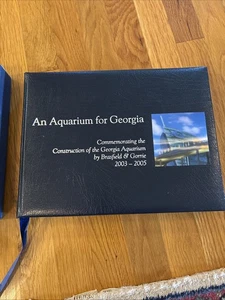 An Aquarium for Georgia
Commemorating the
Construction of the Georgia Aquarium
by Brasfield & Gorrie
2003 – 2005